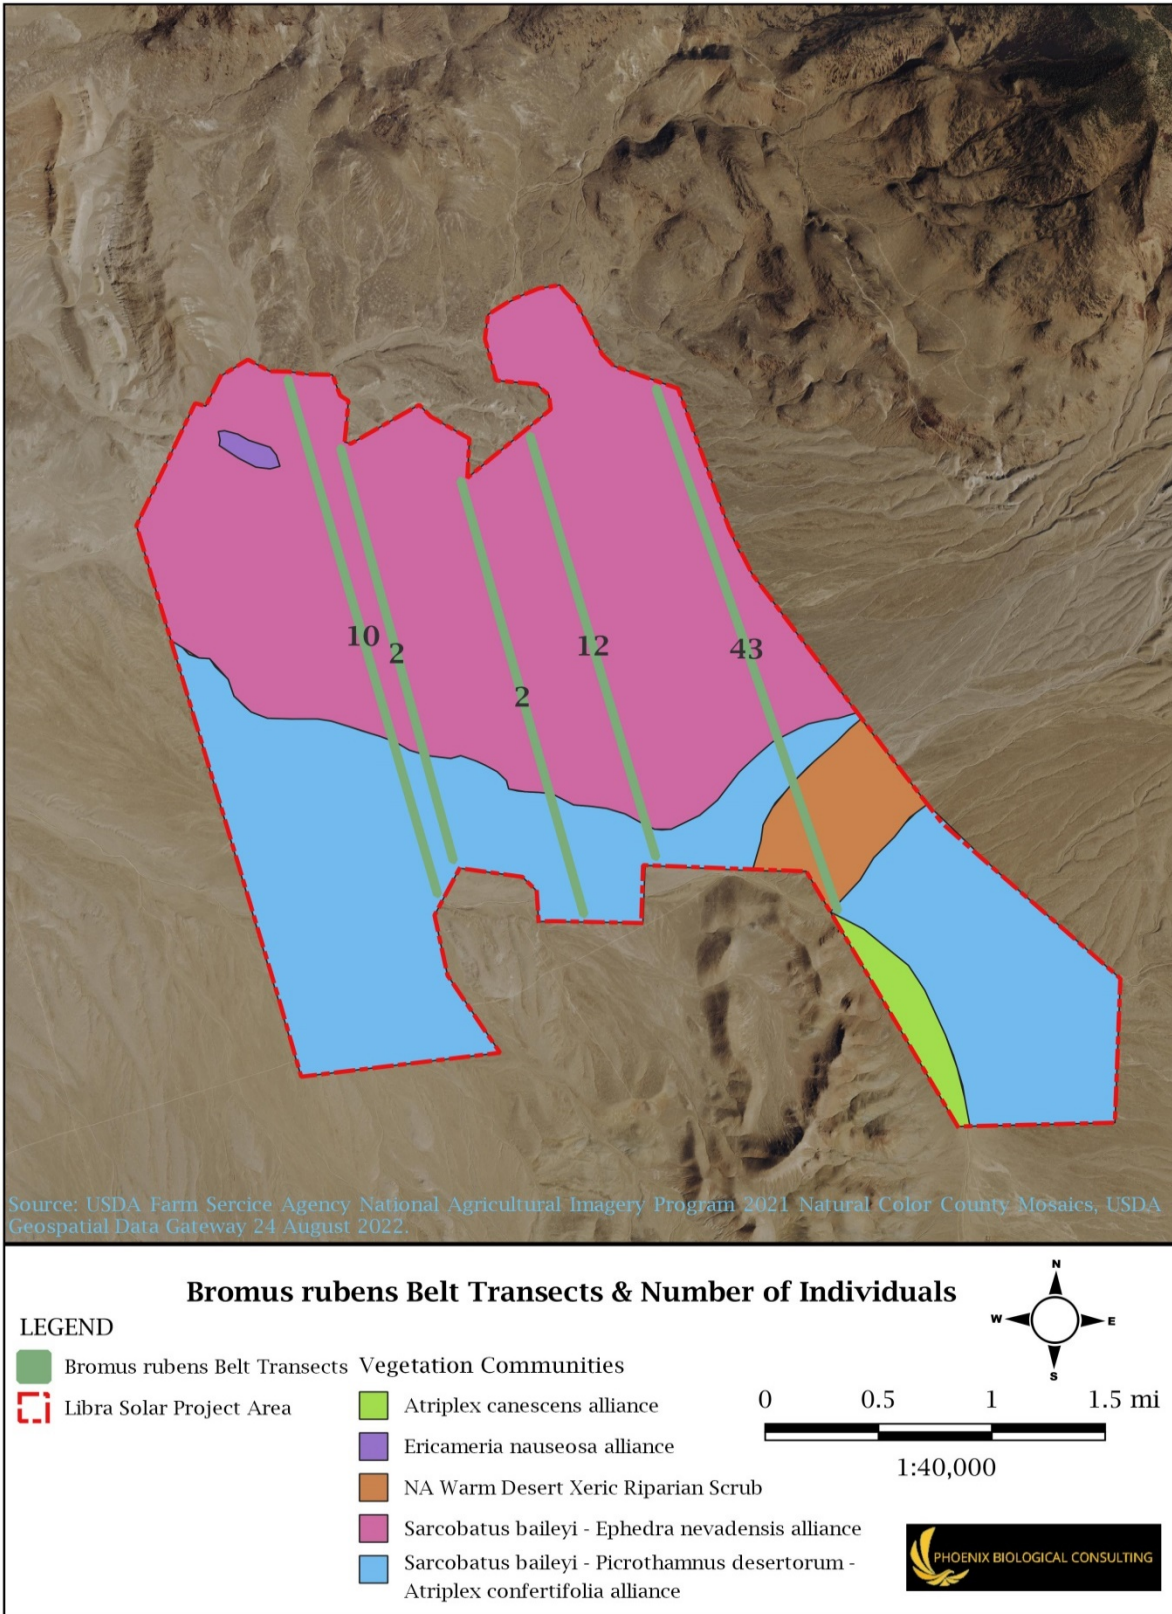 10
2
2
12
43
Source: USDA Farm Sercice Agency National Agricultural Imagery Program 2021 Natural Color County Mosaics, USDA
Geospatial Data Gateway 24 August 2022.
Bromus rubens Belt Transects & Number of Individuals
N
W
E
S
LEGEND
Bromus rubens Belt Transects
Libra Solar Project Area
Vegetation Communities
Atriplex canescens alliance
Ericameria nauseosa alliance
NA Warm Desert Xeric Riparian Scrub
Sarcobatus baileyi - Ephedra nevadensis alliance
Sarcobatus baileyi - Picrothamnus desertorum -
Atriplex confertifolia alliance
0 0.5 1 1.5 mi
1:40,000
PHOENIX BIOLOGICAL CONSULTING